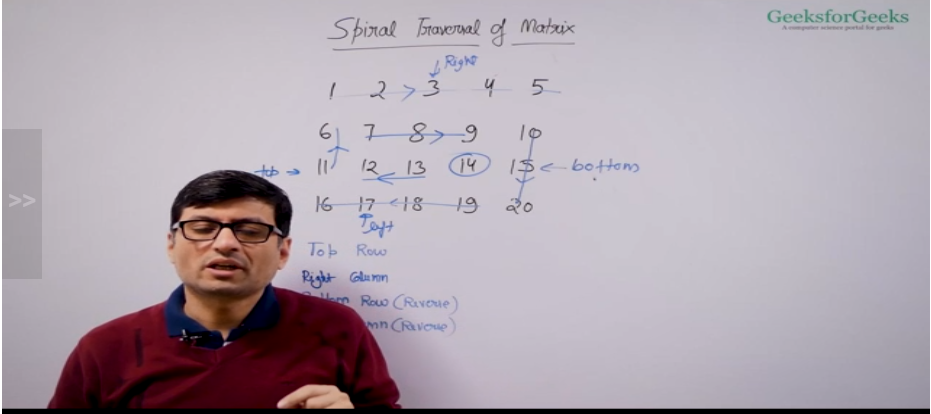 GeeksforGeeks
A computer science portal for geeks
Spiral Traversal of Matrix
Right
1 2 3 4 5
6 7 8 9 10
top 11 12 13 14 15 bottom
16 17 18 19 20
left
Top Row
Right Column
Row (Reverse)
(Reverse)
>>